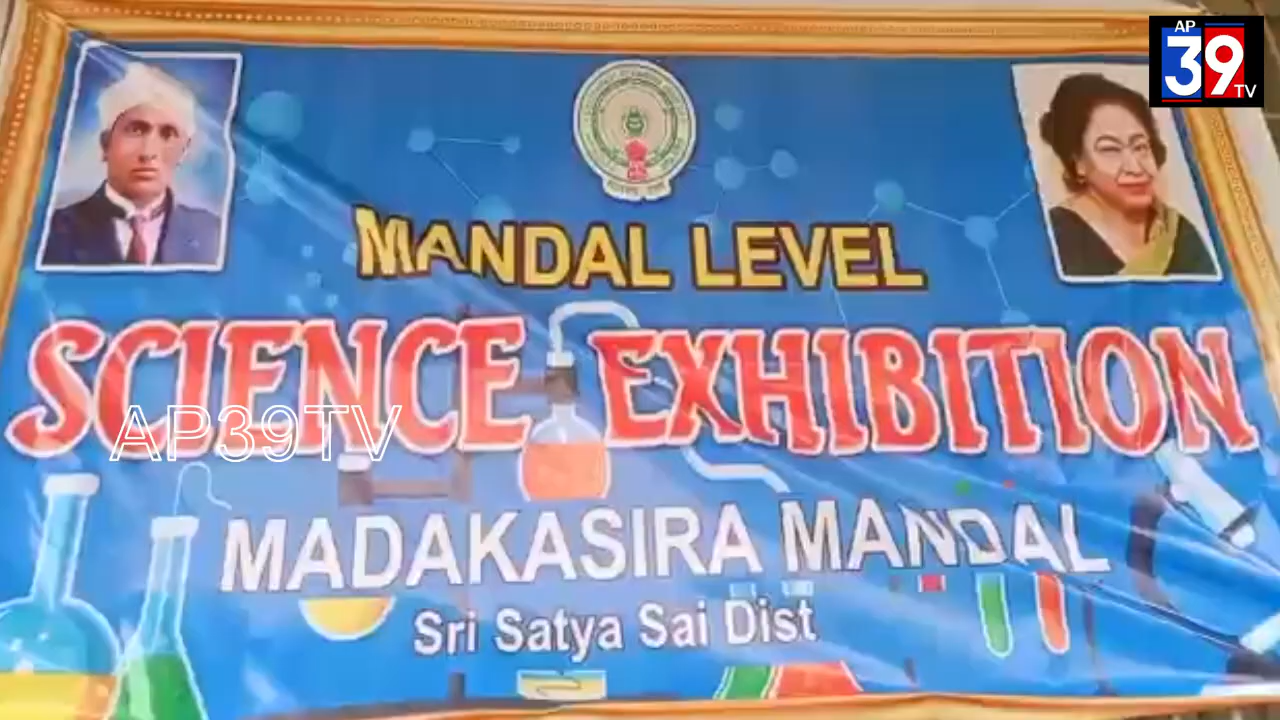 AP
39
TV
MANDAL LEVEL
SCIENCE EXHIBITION
AP39TV
MADAKASIRA MANDAL
Sri Satya Sai Dist